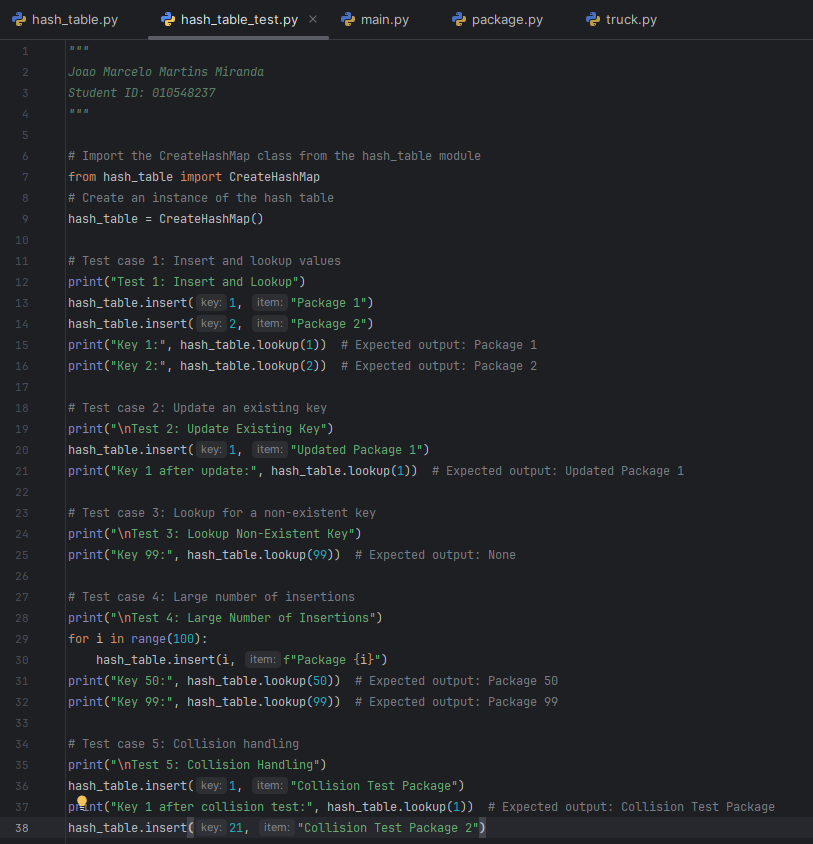 hash_table.py hash_table_test.py × main.py package.py truck.py
1 """
2 Joao Marcelo Martins Miranda
3 Student ID: 010548237
4 """
5
6 # Import the CreateHashMap class from the hash_table module
7 from hash_table import CreateHashMap
8 # Create an instance of the hash table
9 hash_table = CreateHashMap()
10
11 # Test case 1: Insert and lookup values
12 print("Test 1: Insert and Lookup")
13 hash_table.insert( key: 1, item: "Package 1")
14 hash_table.insert( key: 2, item: "Package 2")
15 print("Key 1:", hash_table.lookup(1))  # Expected output: Package 1
16 print("Key 2:", hash_table.lookup(2))  # Expected output: Package 2
17
18 # Test case 2: Update an existing key
19 print("\nTest 2: Update Existing Key")
20 hash_table.insert( key: 1, item: "Updated Package 1")
21 print("Key 1 after update:", hash_table.lookup(1))  # Expected output: Updated Package 1
22
23 # Test case 3: Lookup for a non-existent key
24 print("\nTest 3: Lookup Non-Existent Key")
25 print("Key 99:", hash_table.lookup(99))  # Expected output: None
26
27 # Test case 4: Large number of insertions
28 print("\nTest 4: Large Number of Insertions")
29 for i in range(100):
30     hash_table.insert(i, item: f"Package {i}")
31 print("Key 50:", hash_table.lookup(50))  # Expected output: Package 50
32 print("Key 99:", hash_table.lookup(99))  # Expected output: Package 99
33
34 # Test case 5: Collision handling
35 print("\nTest 5: Collision Handling")
36 hash_table.insert( key: 1, item: "Collision Test Package")
37 print("Key 1 after collision test:", hash_table.lookup(1))  # Expected output: Collision Test Package
38 hash_table.insert( key: 21, item: "Collision Test Package 2")